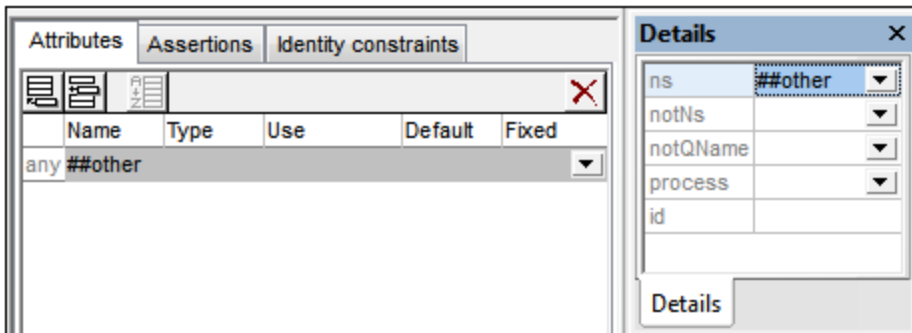 Attributes Assertions Identity constraints
Name Type Use Default Fixed
any ##other
Details
ns ##other
notNs
notQName
process
id
Details